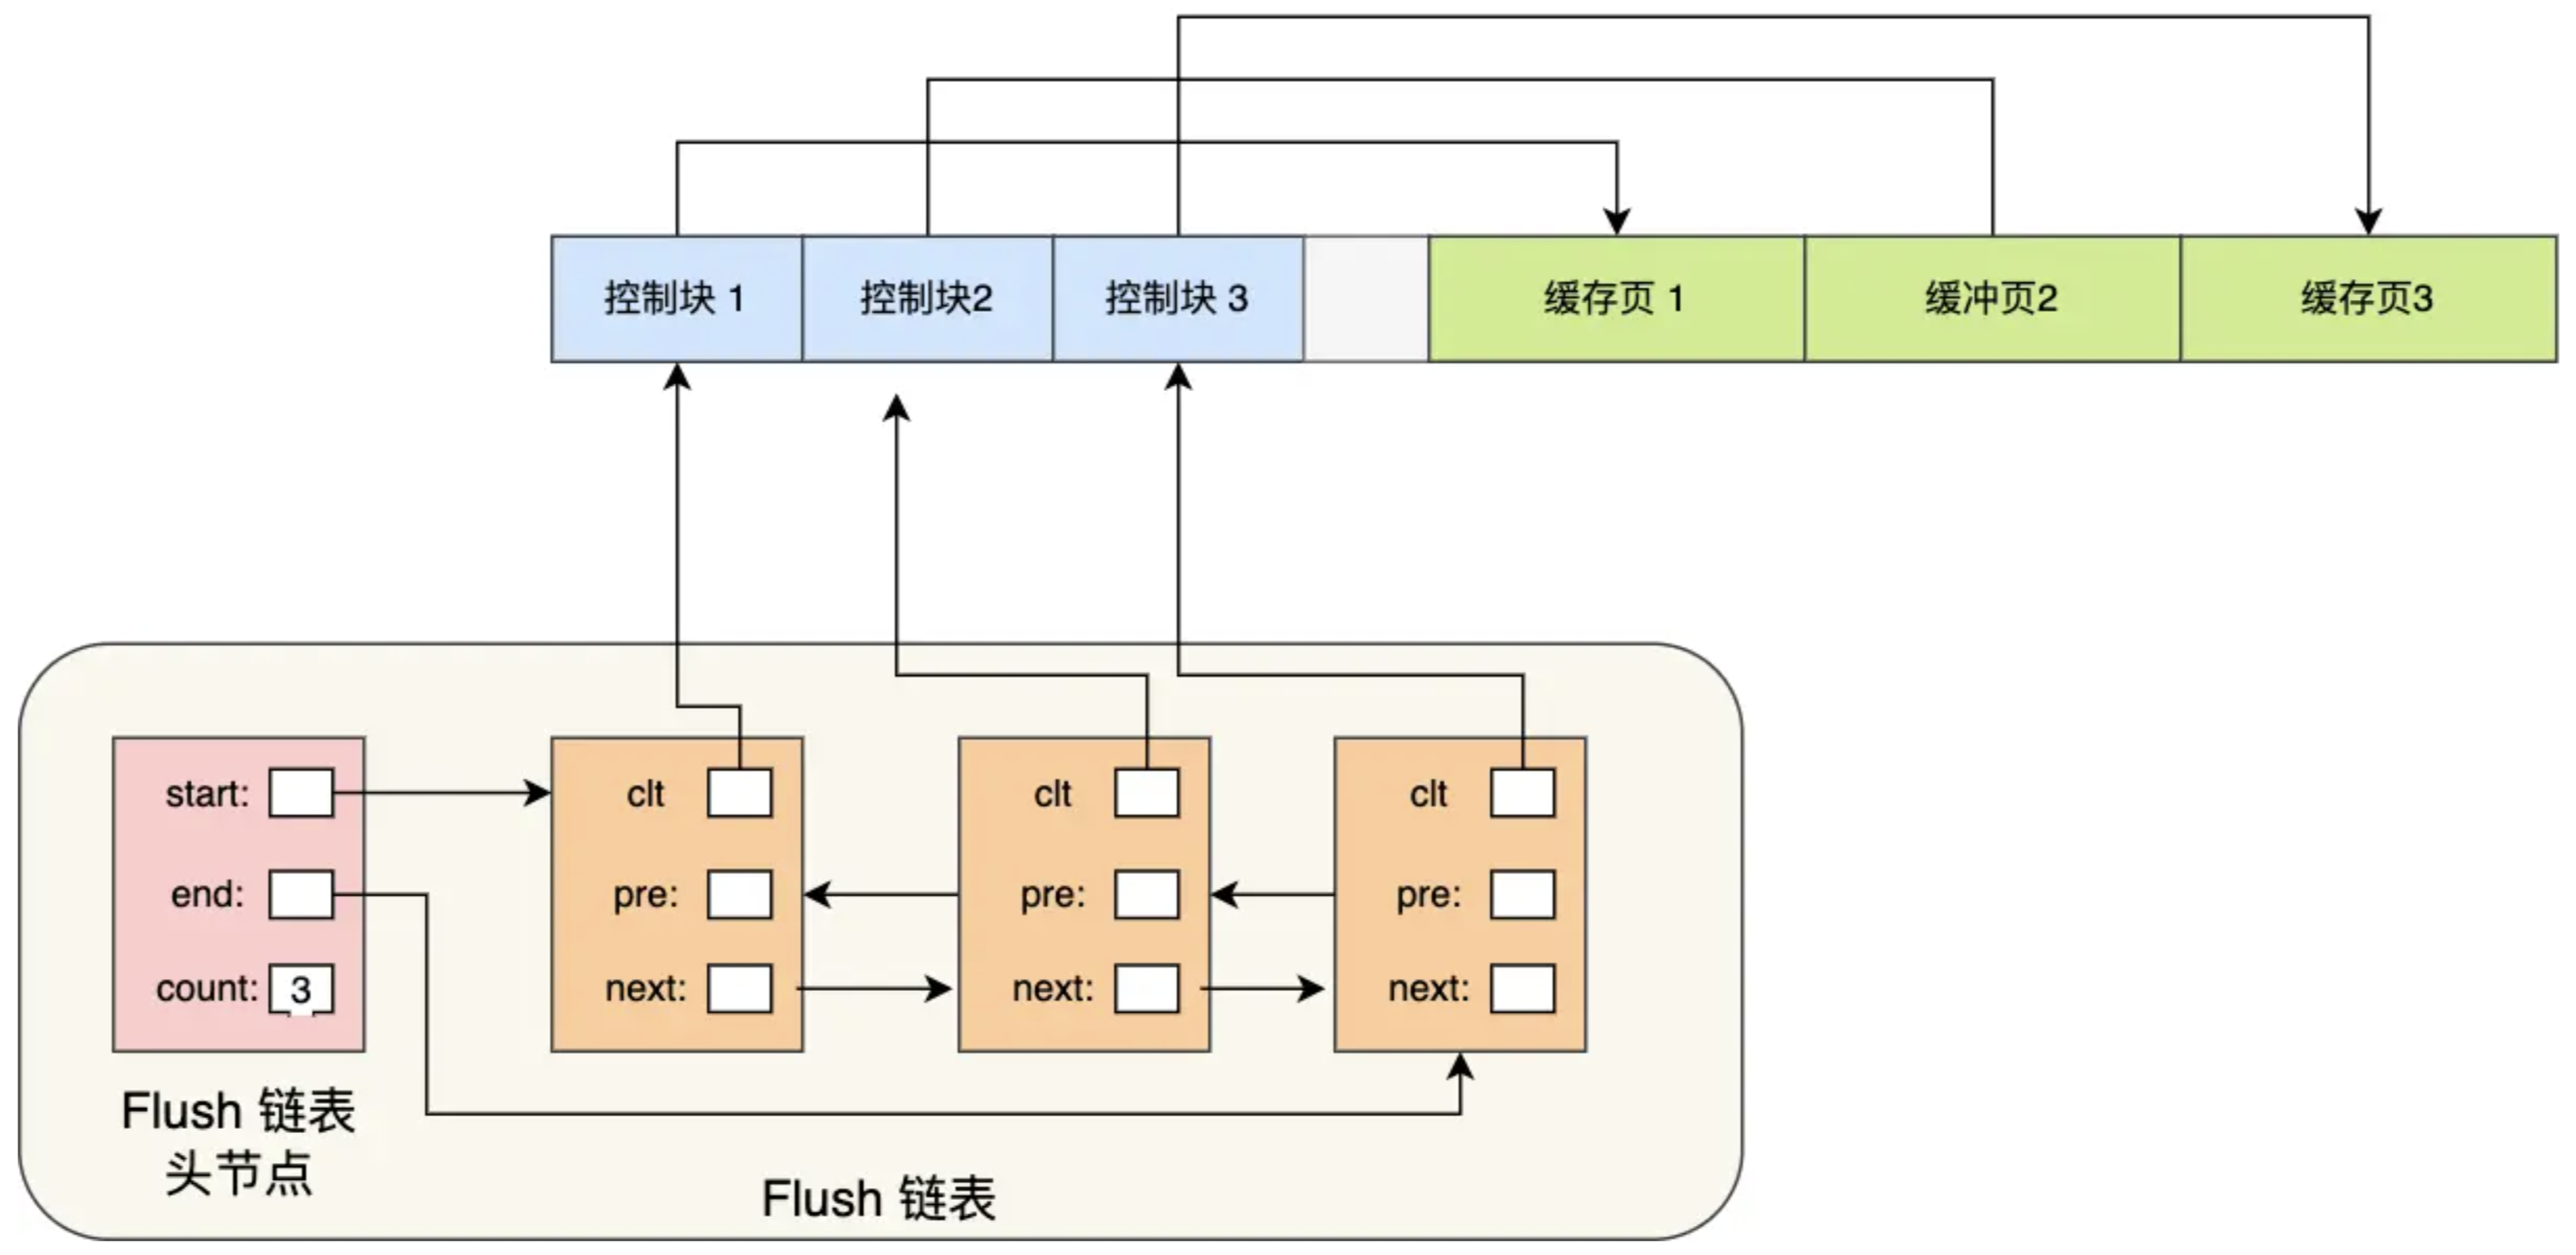 控制块 1
控制块2
控制块 3
缓存页 1
缓冲页2
缓存页3
start:
clt
clt
clt
end:
pre:
pre:
pre:
count: 3
next:
next:
next:
Flush 链表
头节点
Flush 链表